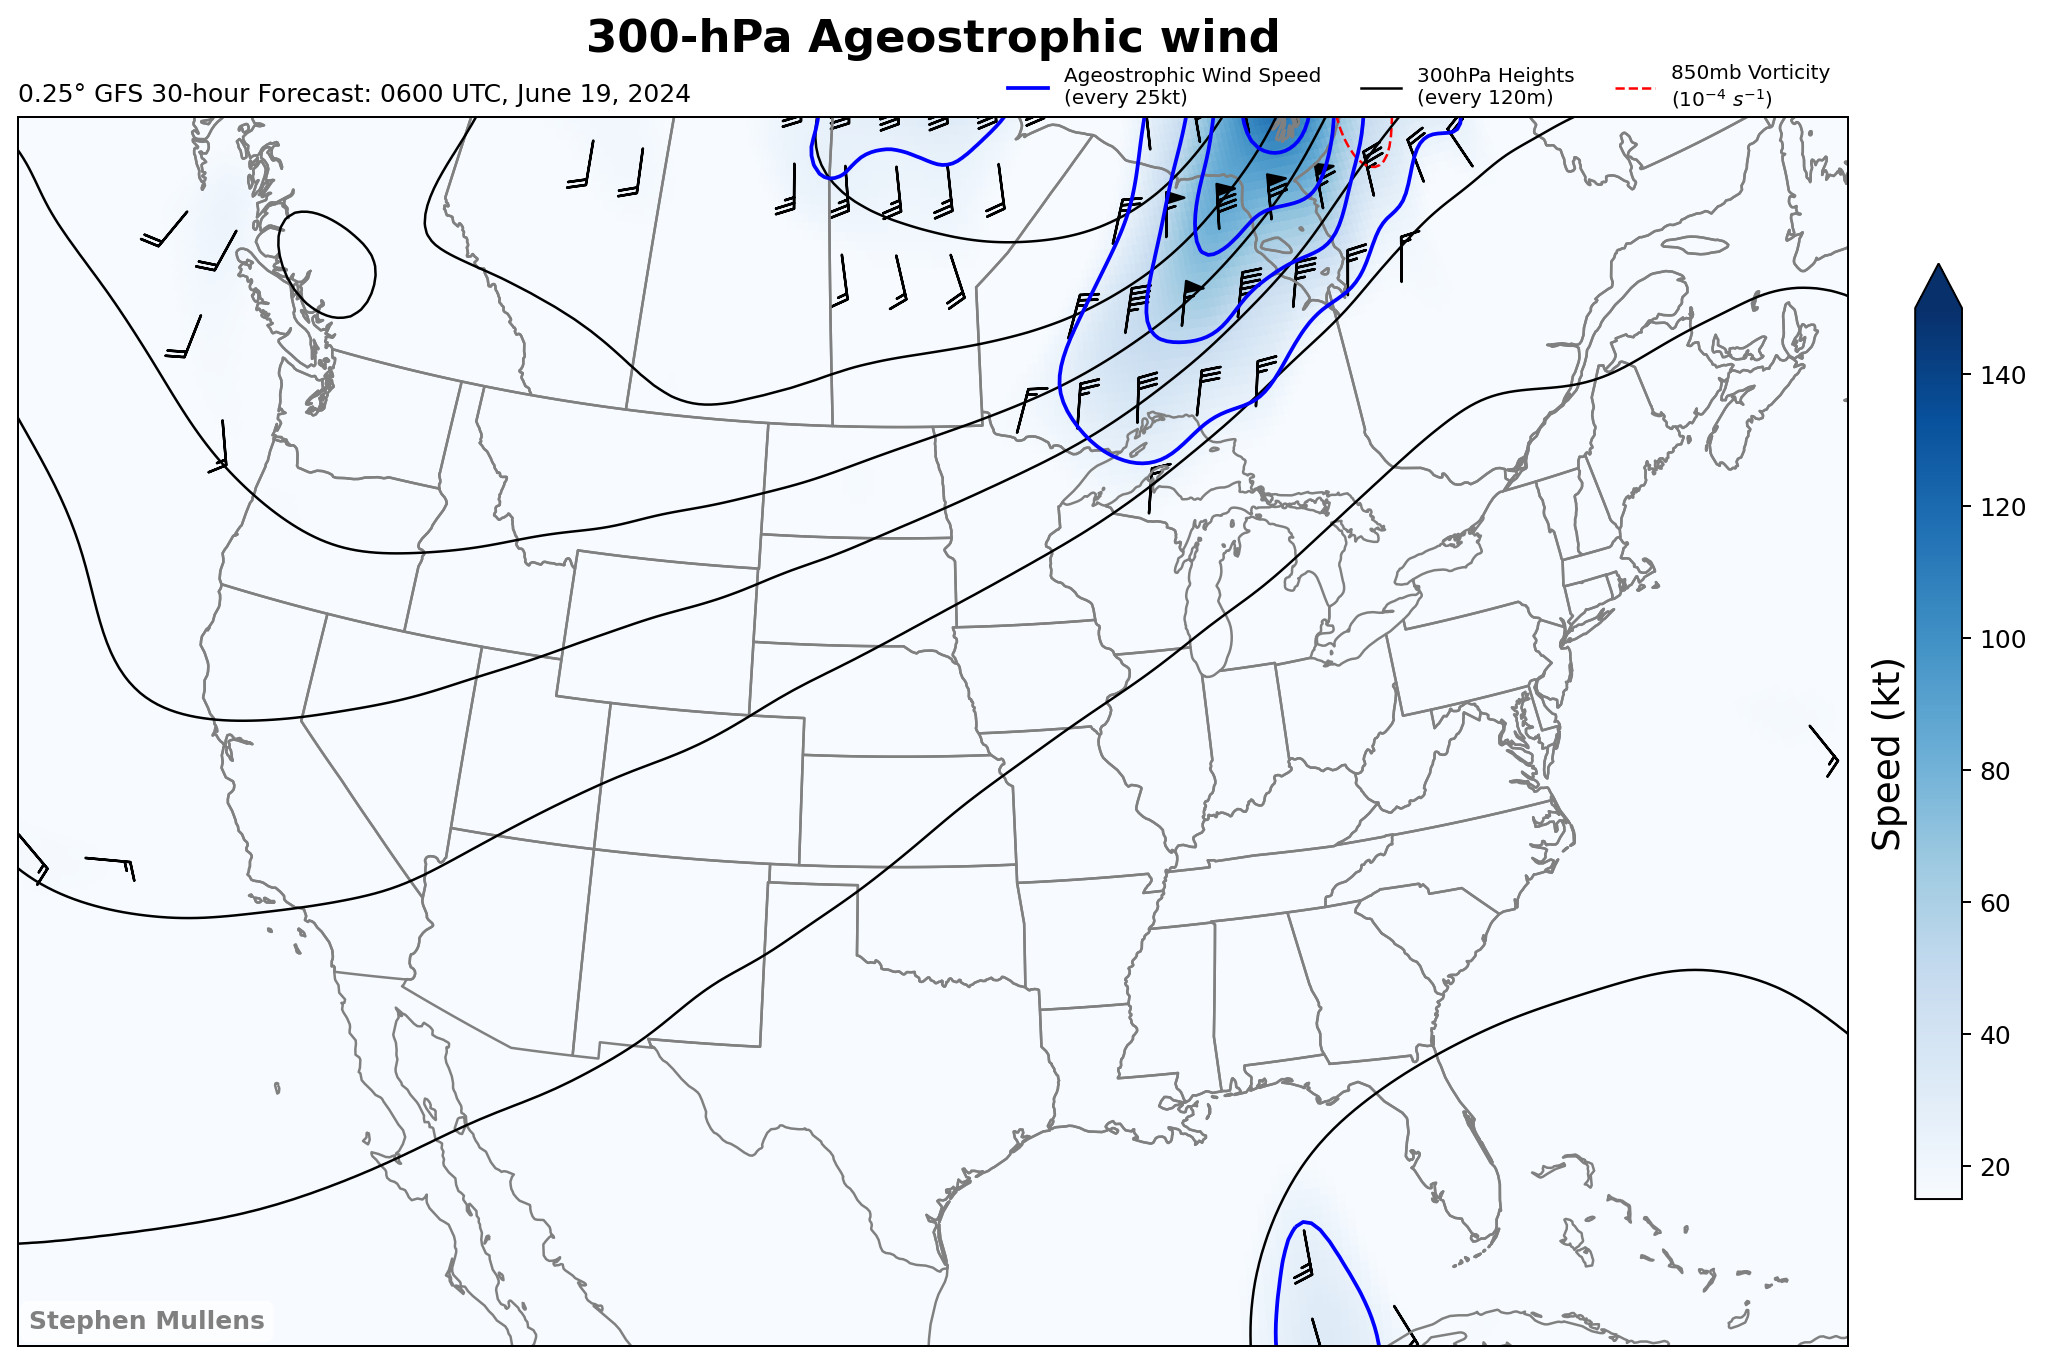 300-hPa Ageostrophic wind
0.25° GFS 30-hour Forecast: 0600 UTC, June 19, 2024
Ageostrophic Wind Speed
(every 25kt)
300hPa Heights
(every 120m)
850mb Vorticity
(10⁻⁴ s⁻¹)
140
120
100
80
60
40
20
Speed (kt)
Stephen Mullens